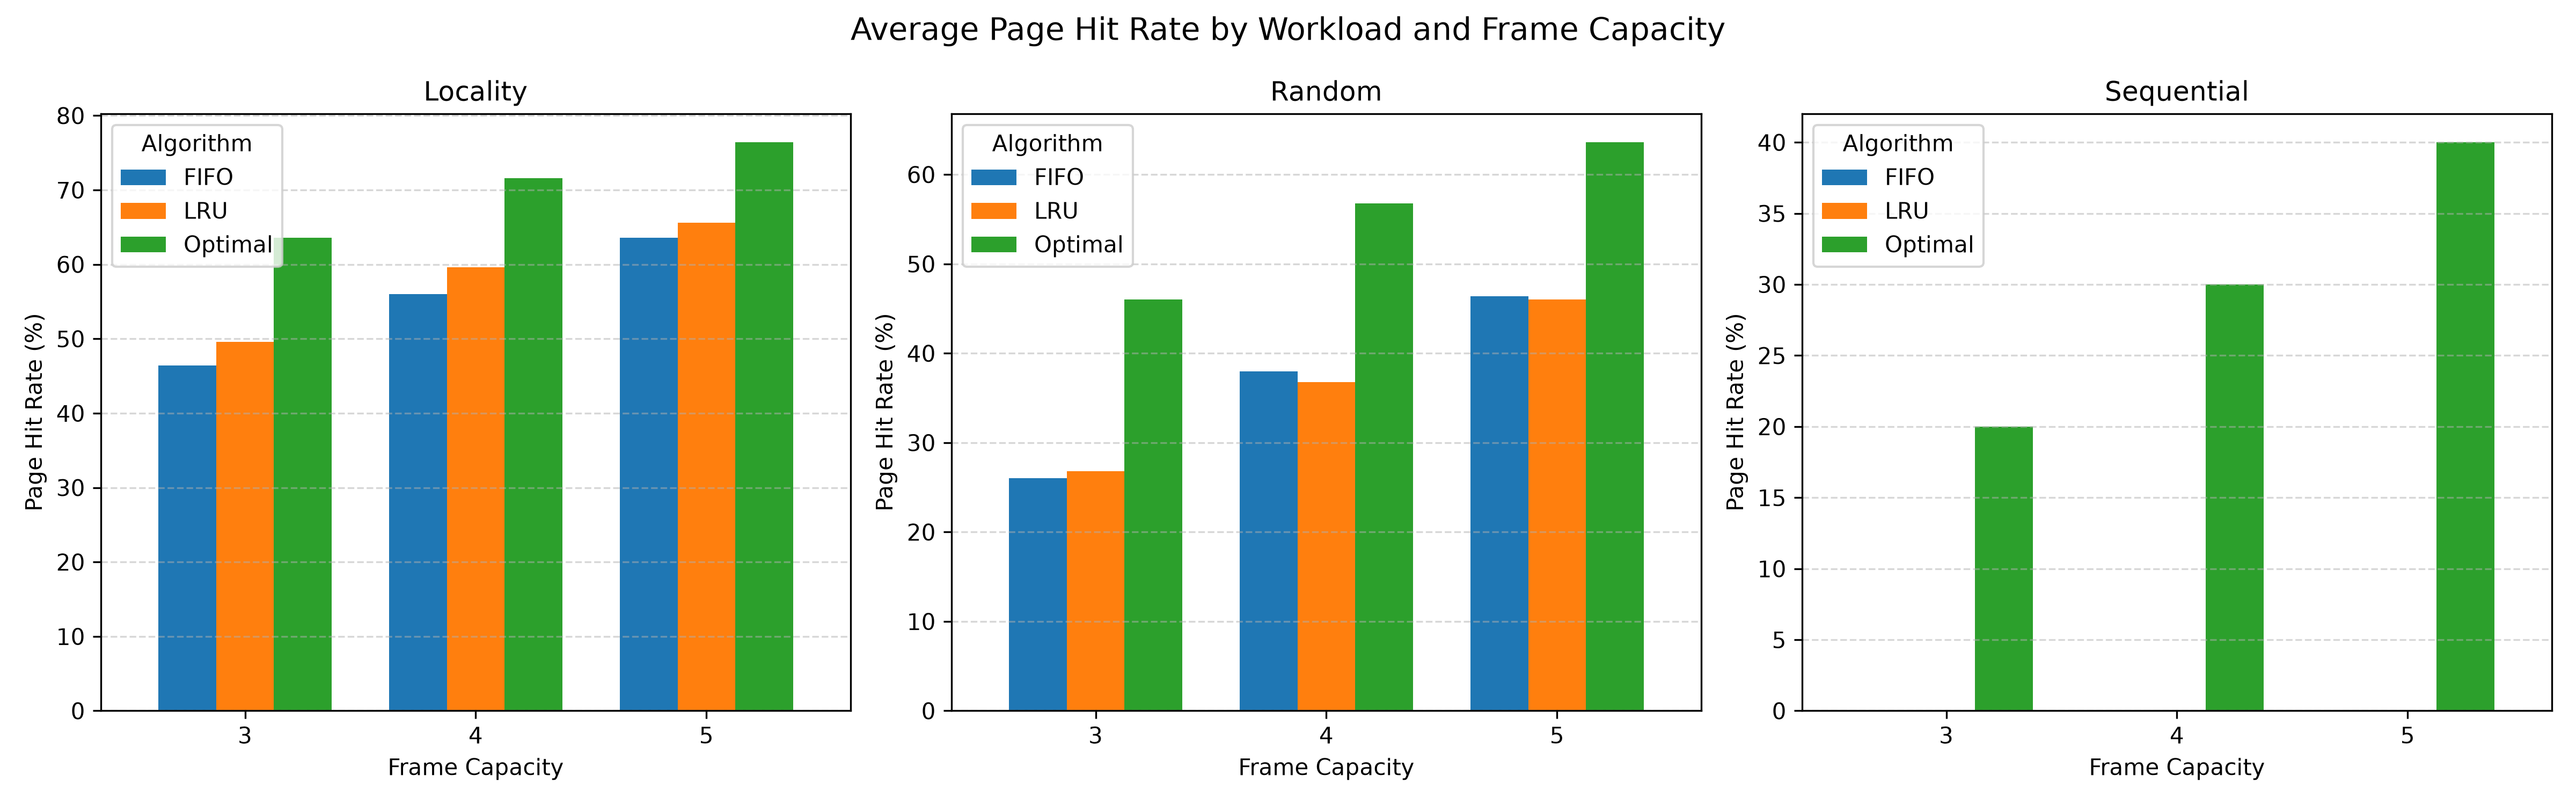 Average Page Hit Rate by Workload and Frame Capacity
Locality
Page Hit Rate (%)
80
70
60
50
40
30
20
10
0
Algorithm
FIFO
LRU
Optimal
3 4 5
Frame Capacity
Random
Page Hit Rate (%)
60
50
40
30
20
10
0
Algorithm
FIFO
LRU
Optimal
3 4 5
Frame Capacity
Sequential
Page Hit Rate (%)
40
35
30
25
20
15
10
5
0
Algorithm
FIFO
LRU
Optimal
3 4 5
Frame Capacity